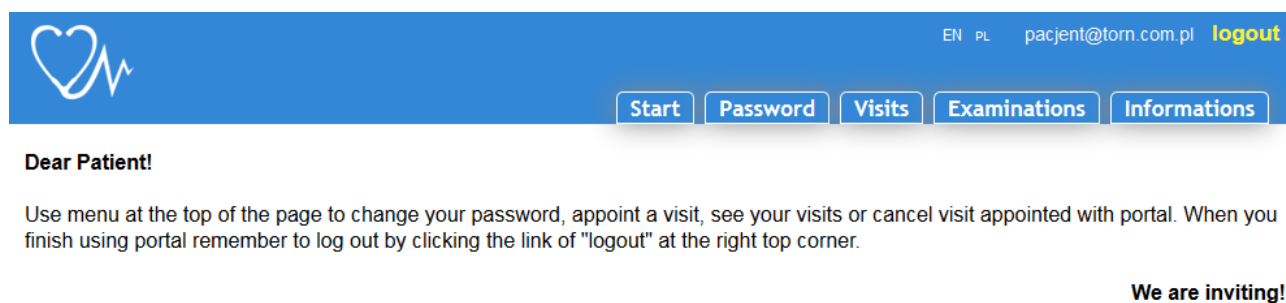 EN PL pacjent@torn.com.pl logout
Start Password Visits Examinations Informations
Dear Patient!
Use menu at the top of the page to change your password, appoint a visit, see your visits or cancel visit appointed with portal. When you
finish using portal remember to log out by clicking the link of "logout" at the right top corner.
We are inviting!